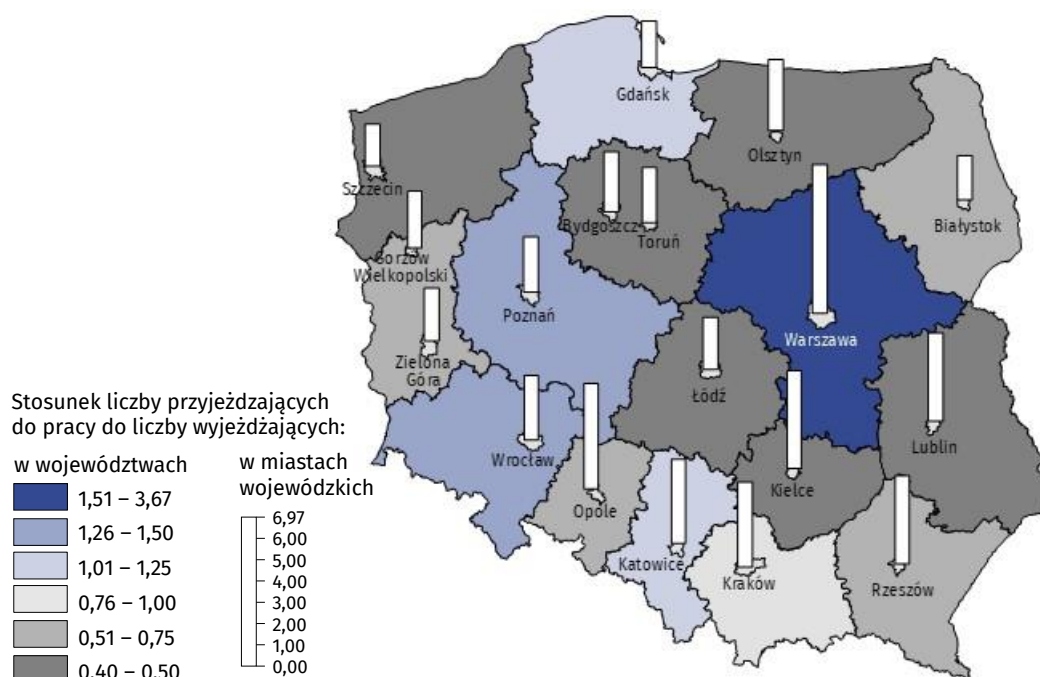 Gdańsk
Olsztyn
Szczecin
Bydgoszcz
Toruń
Białystok
Gorzów
Wielkopolski
Poznań
Warszawa
Zielona
Góra
Łódź
Lublin
Wrocław
Opole
Kielce
Katowice
Kraków
Rzeszów
Stosunek liczby przyjeżdzających
do pracy do liczby wyjeżdżających:
w województwach
1,51 – 3,67
1,26 – 1,50
1,01 – 1,25
0,76 – 1,00
0,51 – 0,75
0,40 – 0,50
w miastach
wojewódzkich
6,97
6,00
5,00
4,00
3,00
2,00
1,00
0,00